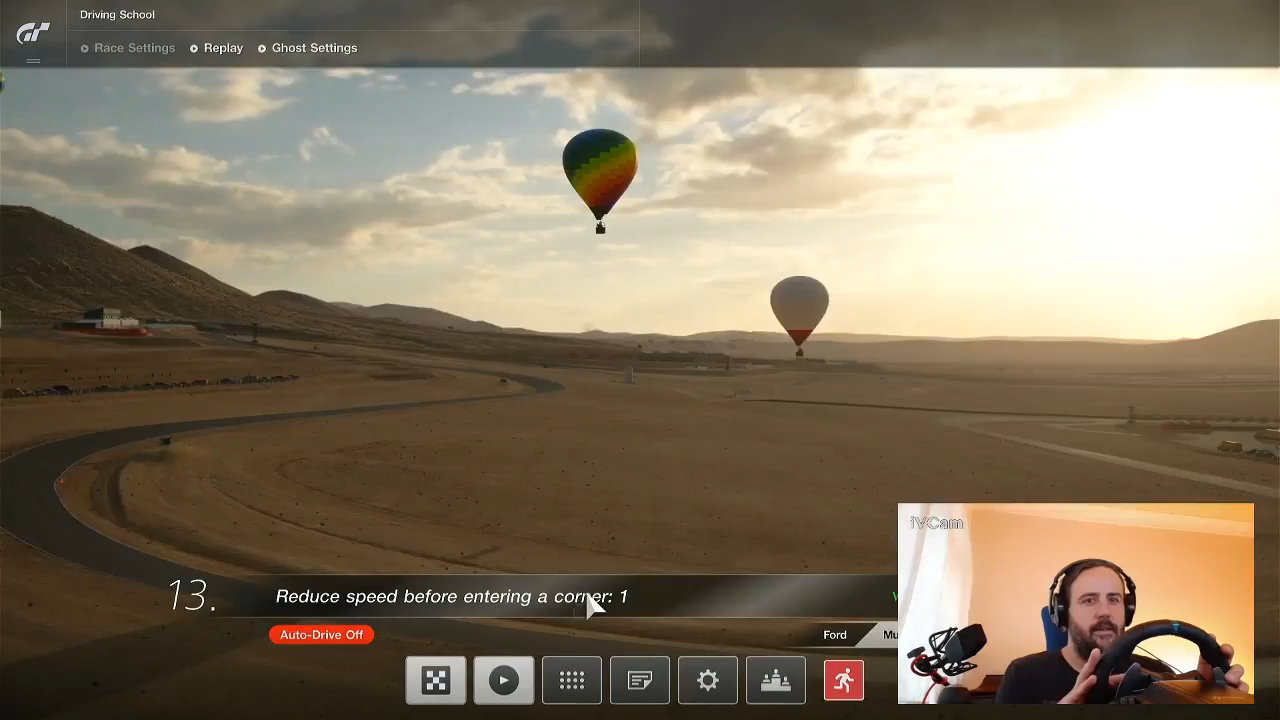 Driving School
Race Settings Replay Ghost Settings
iVCam
13. Reduce speed before entering a corner: 1
Auto-Drive Off
Ford